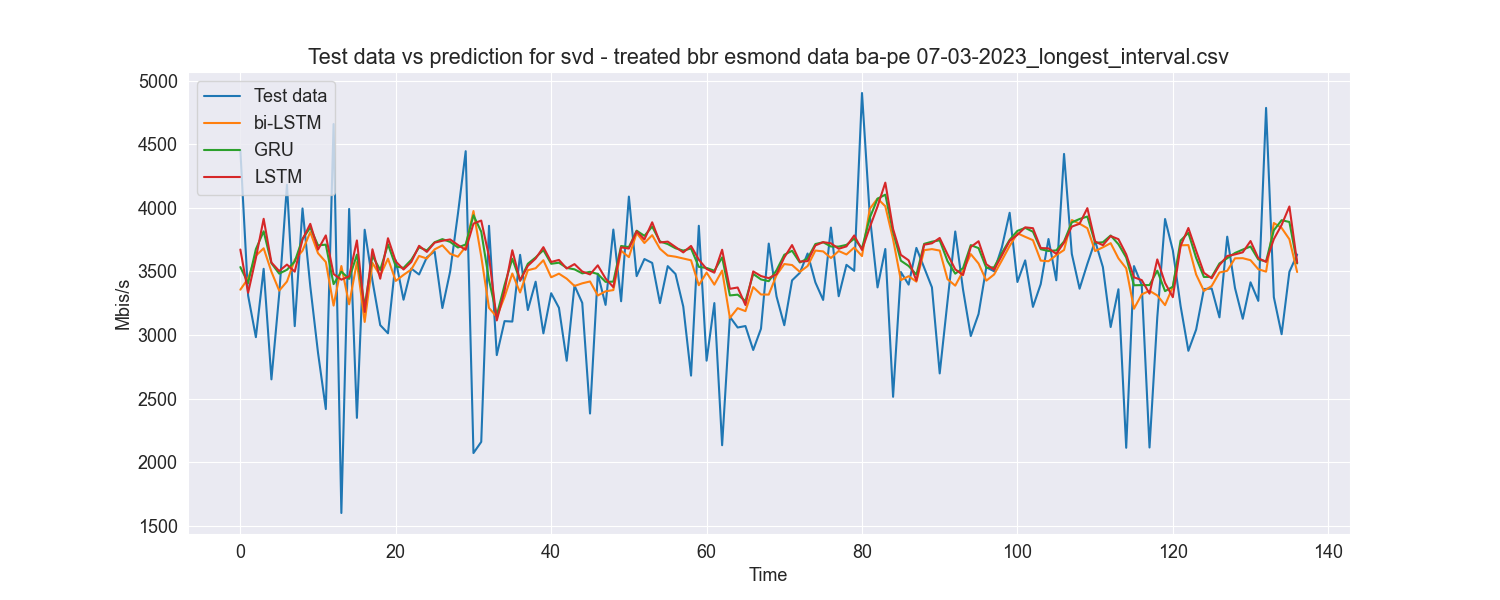 Test data vs prediction for svd - treated bbr esmond data ba-pe 07-03-2023_longest_interval.csv
5000
4500
4000
3500
3000
2500
2000
1500
Mbis/s
Test data
bi-LSTM
GRU
LSTM
0 20 40 60 80 100 120 140
Time